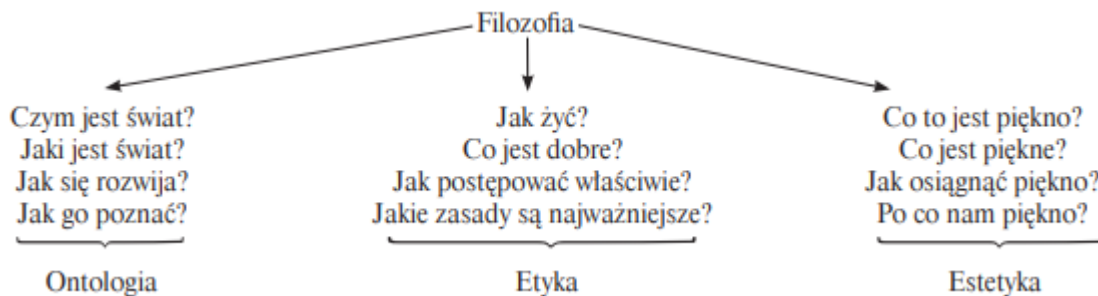 Filozofia
Czym jest świat?
Jaki jest świat?
Jak się rozwija?
Jak go poznać?
Ontologia
Jak żyć?
Co jest dobre?
Jak postępować właściwie?
Jakie zasady są najważniejsze?
Etyka
Co to jest piękno?
Co jest piękne?
Jak osiągnąć piękno?
Po co nam piękno?
Estetyka